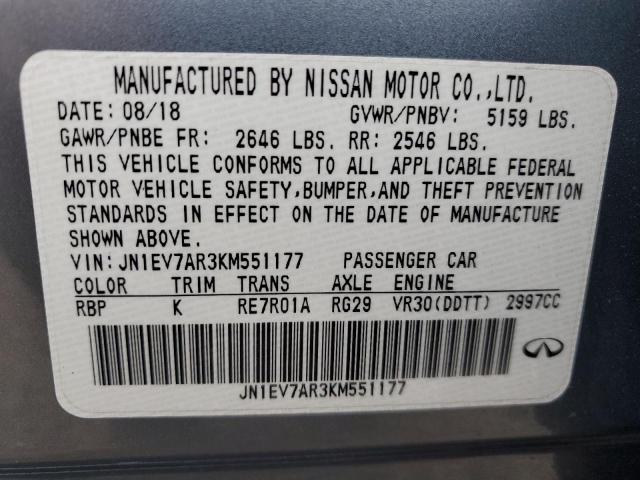 MANUFACTURED BY NISSAN MOTOR CO.,LTD.
DATE: 08/18 GVWR/PNBV: 5159 LBS.
GAWR/PNBE FR: 2646 LBS. RR: 2546 LBS.
THIS VEHICLE CONFORMS TO ALL APPLICABLE FEDERAL
MOTOR VEHICLE SAFETY,BUMPER,AND THEFT PREVENTION
STANDARDS IN EFFECT ON THE DATE OF MANUFACTURE
SHOWN ABOVE.
VIN:JN1EV7AR3KM551177 PASSENGER CAR
COLOR TRIM TRANS AXLE ENGINE
RBP K RE7R01A RG29 VR30(DDTT) 2997CC
JN1EV7AR3KM551177